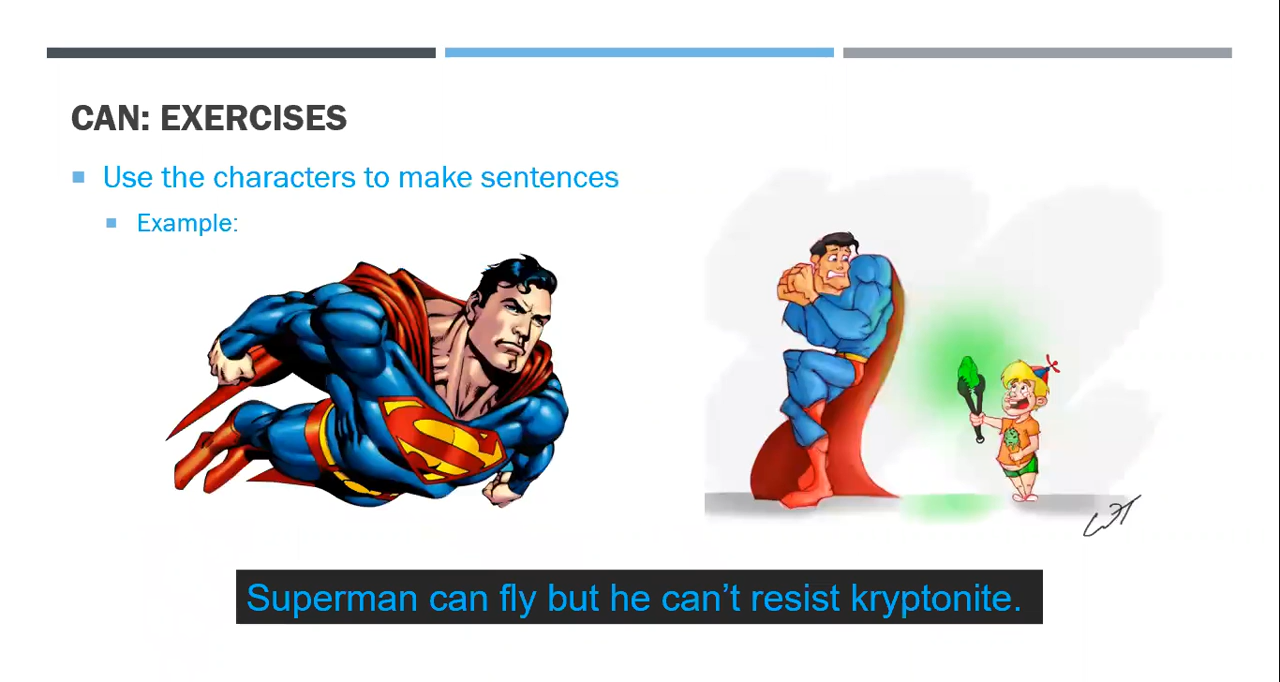 CAN: EXERCISES
Use the characters to make sentences
Example:
Superman can fly but he can’t resist kryptonite.